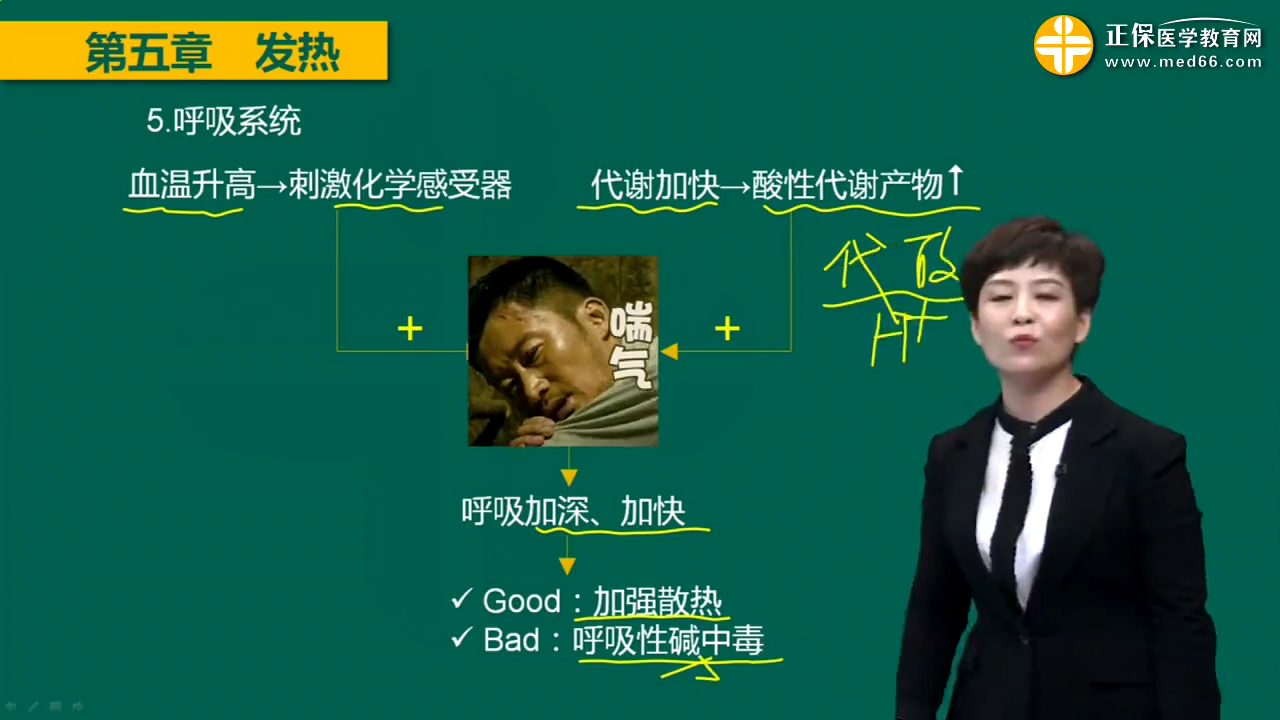 第五章 发热
正保医学教育网
www.med66.com
5.呼吸系统
血温升高→刺激化学感受器 代谢加快→酸性代谢产物↑
代 酸
H+
+ +
呼吸加深、加快
✓ Good：加强散热
✓ Bad：呼吸性碱中毒